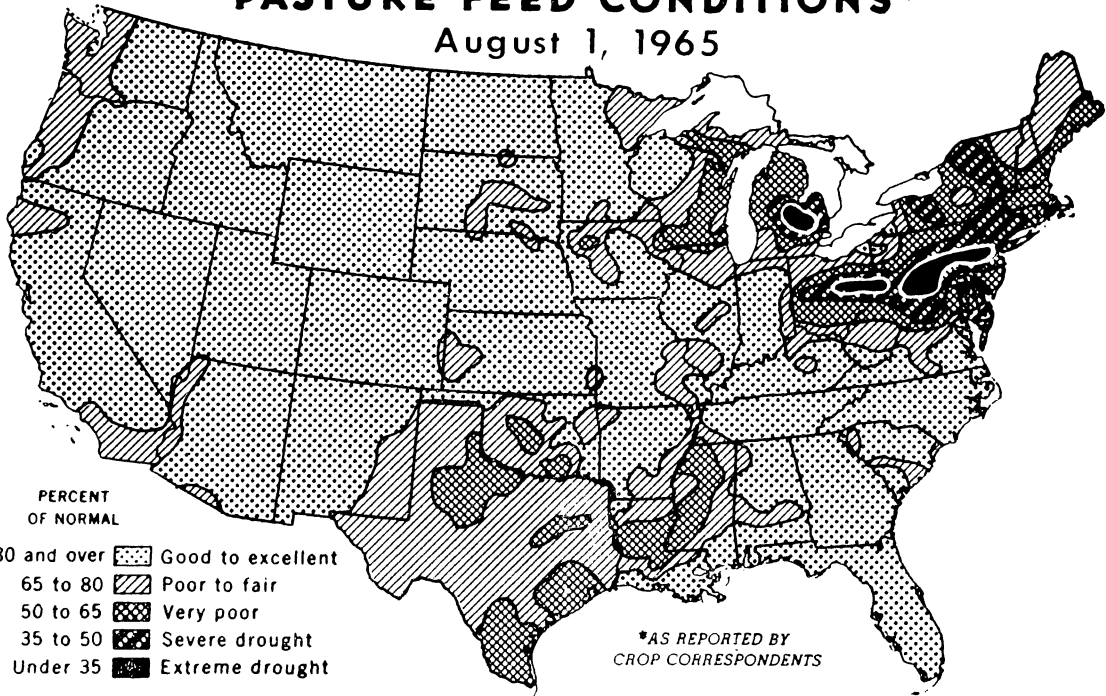 PASTURE FEED CONDITIONS*
August 1, 1965
PERCENT
OF NORMAL
80 and over Good to excellent
65 to 80 Poor to fair
50 to 65 Very poor
35 to 50 Severe drought
Under 35 Extreme drought
*AS REPORTED BY
CROP CORRESPONDENTS